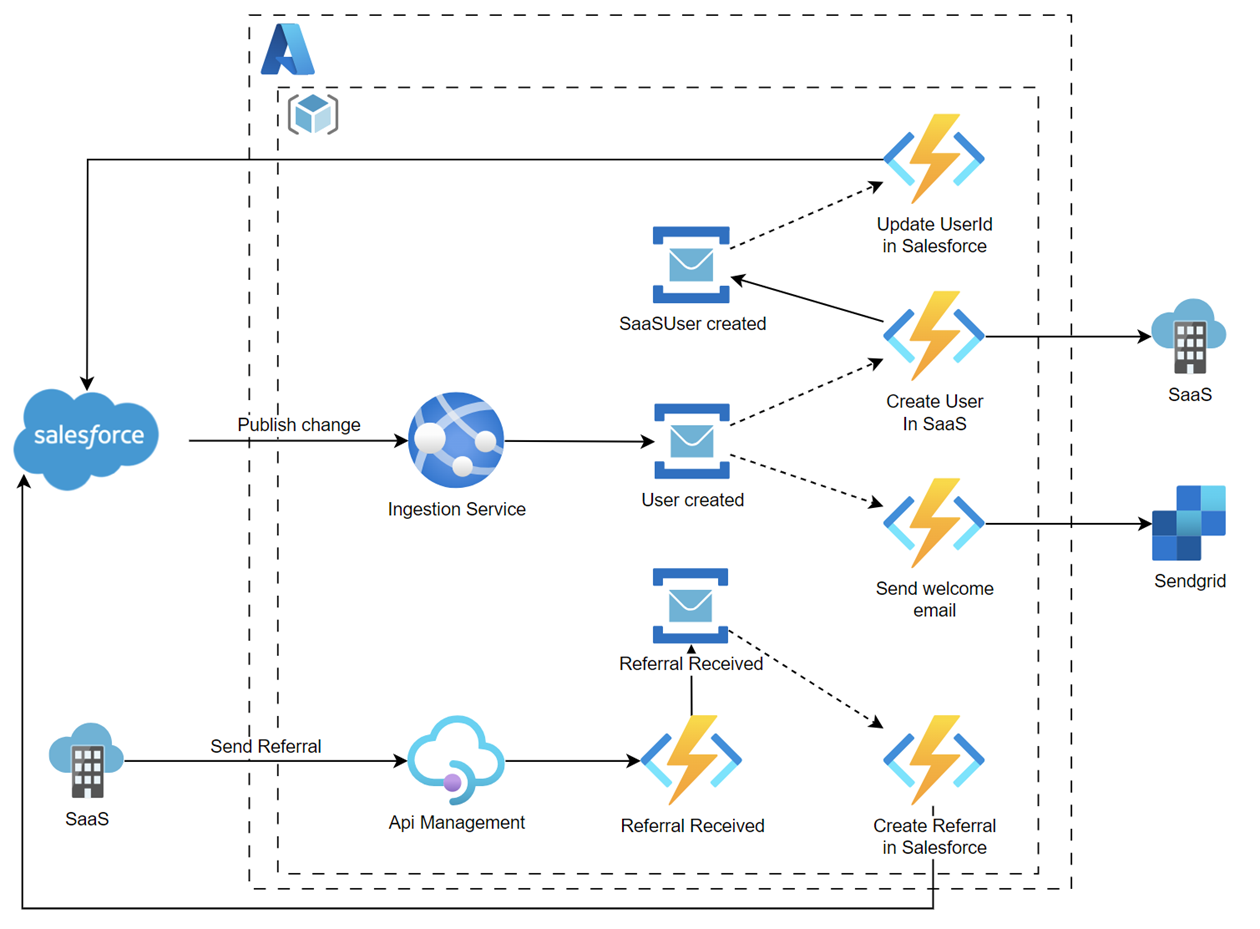 Update UserId
in Salesforce
SaaSUser created
Create User
In SaaS
SaaS
salesforce
Publish change
Ingestion Service
User created
Send welcome
email
Sendgrid
Referral Received
Send Referral
SaaS
Api Management
Referral Received
Create Referral
in Salesforce